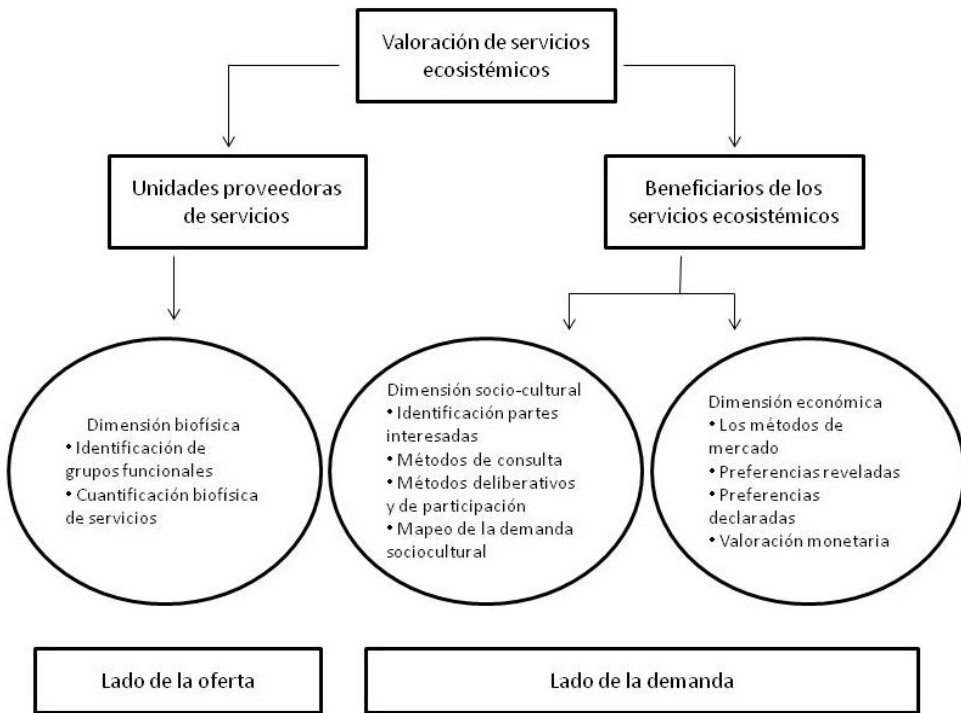 Valoración de servicios
ecosistémicos
Unidades proveedoras
de servicios
Beneficiarios de los
servicios ecosistémicos
Dimensión biofísica
• Identificación de
grupos funcionales
• Cuantificación biofísica
de servicios
Dimensión socio-cultural
• Identificación partes
interesadas
• Métodos de consulta
• Métodos deliberativos
y de participación
• Mapeo de la demanda
sociocultural
Dimensión económica
• Los métodos de
mercado
• Preferencias reveladas
• Preferencias
declaradas
• Valoración monetaria
Lado de la oferta
Lado de la demanda